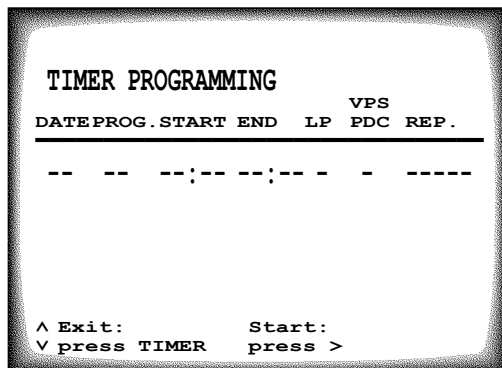 TIMER PROGRAMMING
VPS
DATE PROG. START END LP PDC REP.
-- -- --:-- --:-- - - -----
^ Exit: Start:
v press TIMER press >